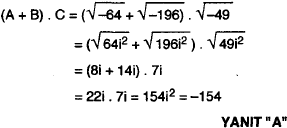 (A + B) . C = (√-64 + √-196) . √-49
= (√64i² + √196i²) . √49i²
= (8i + 14i) . 7i
= 22i . 7i = 154i² = -154
YANIT "A"